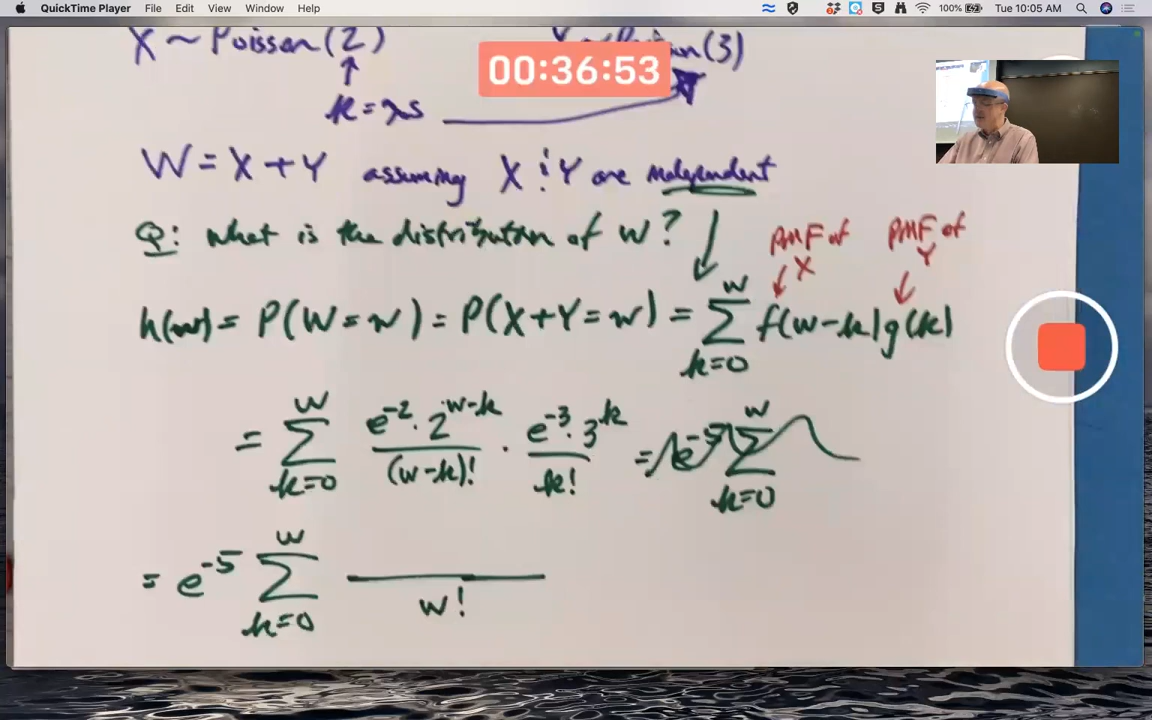 QuickTime Player File Edit View Window Help 100% Tue 10:05 AM
X ~ Poisson(2) Y ~ Poisson(3)
00:36:53
k = λs
W = X + Y assuming X & Y are independent
Q: What is the distribution of W? PMF of X PMF of Y
h(w) = P(W = w) = P(X + Y = w) = Σ_{k=0}^{w} f(w-k)g(k)
= Σ_{k=0}^{w} e^{-2}·2^{w-k}/(w-k)! · e^{-3}·3^{k}/k! = e^{-5} Σ_{k=0}^{w}
= e^{-5} Σ_{k=0}^{w} /w!